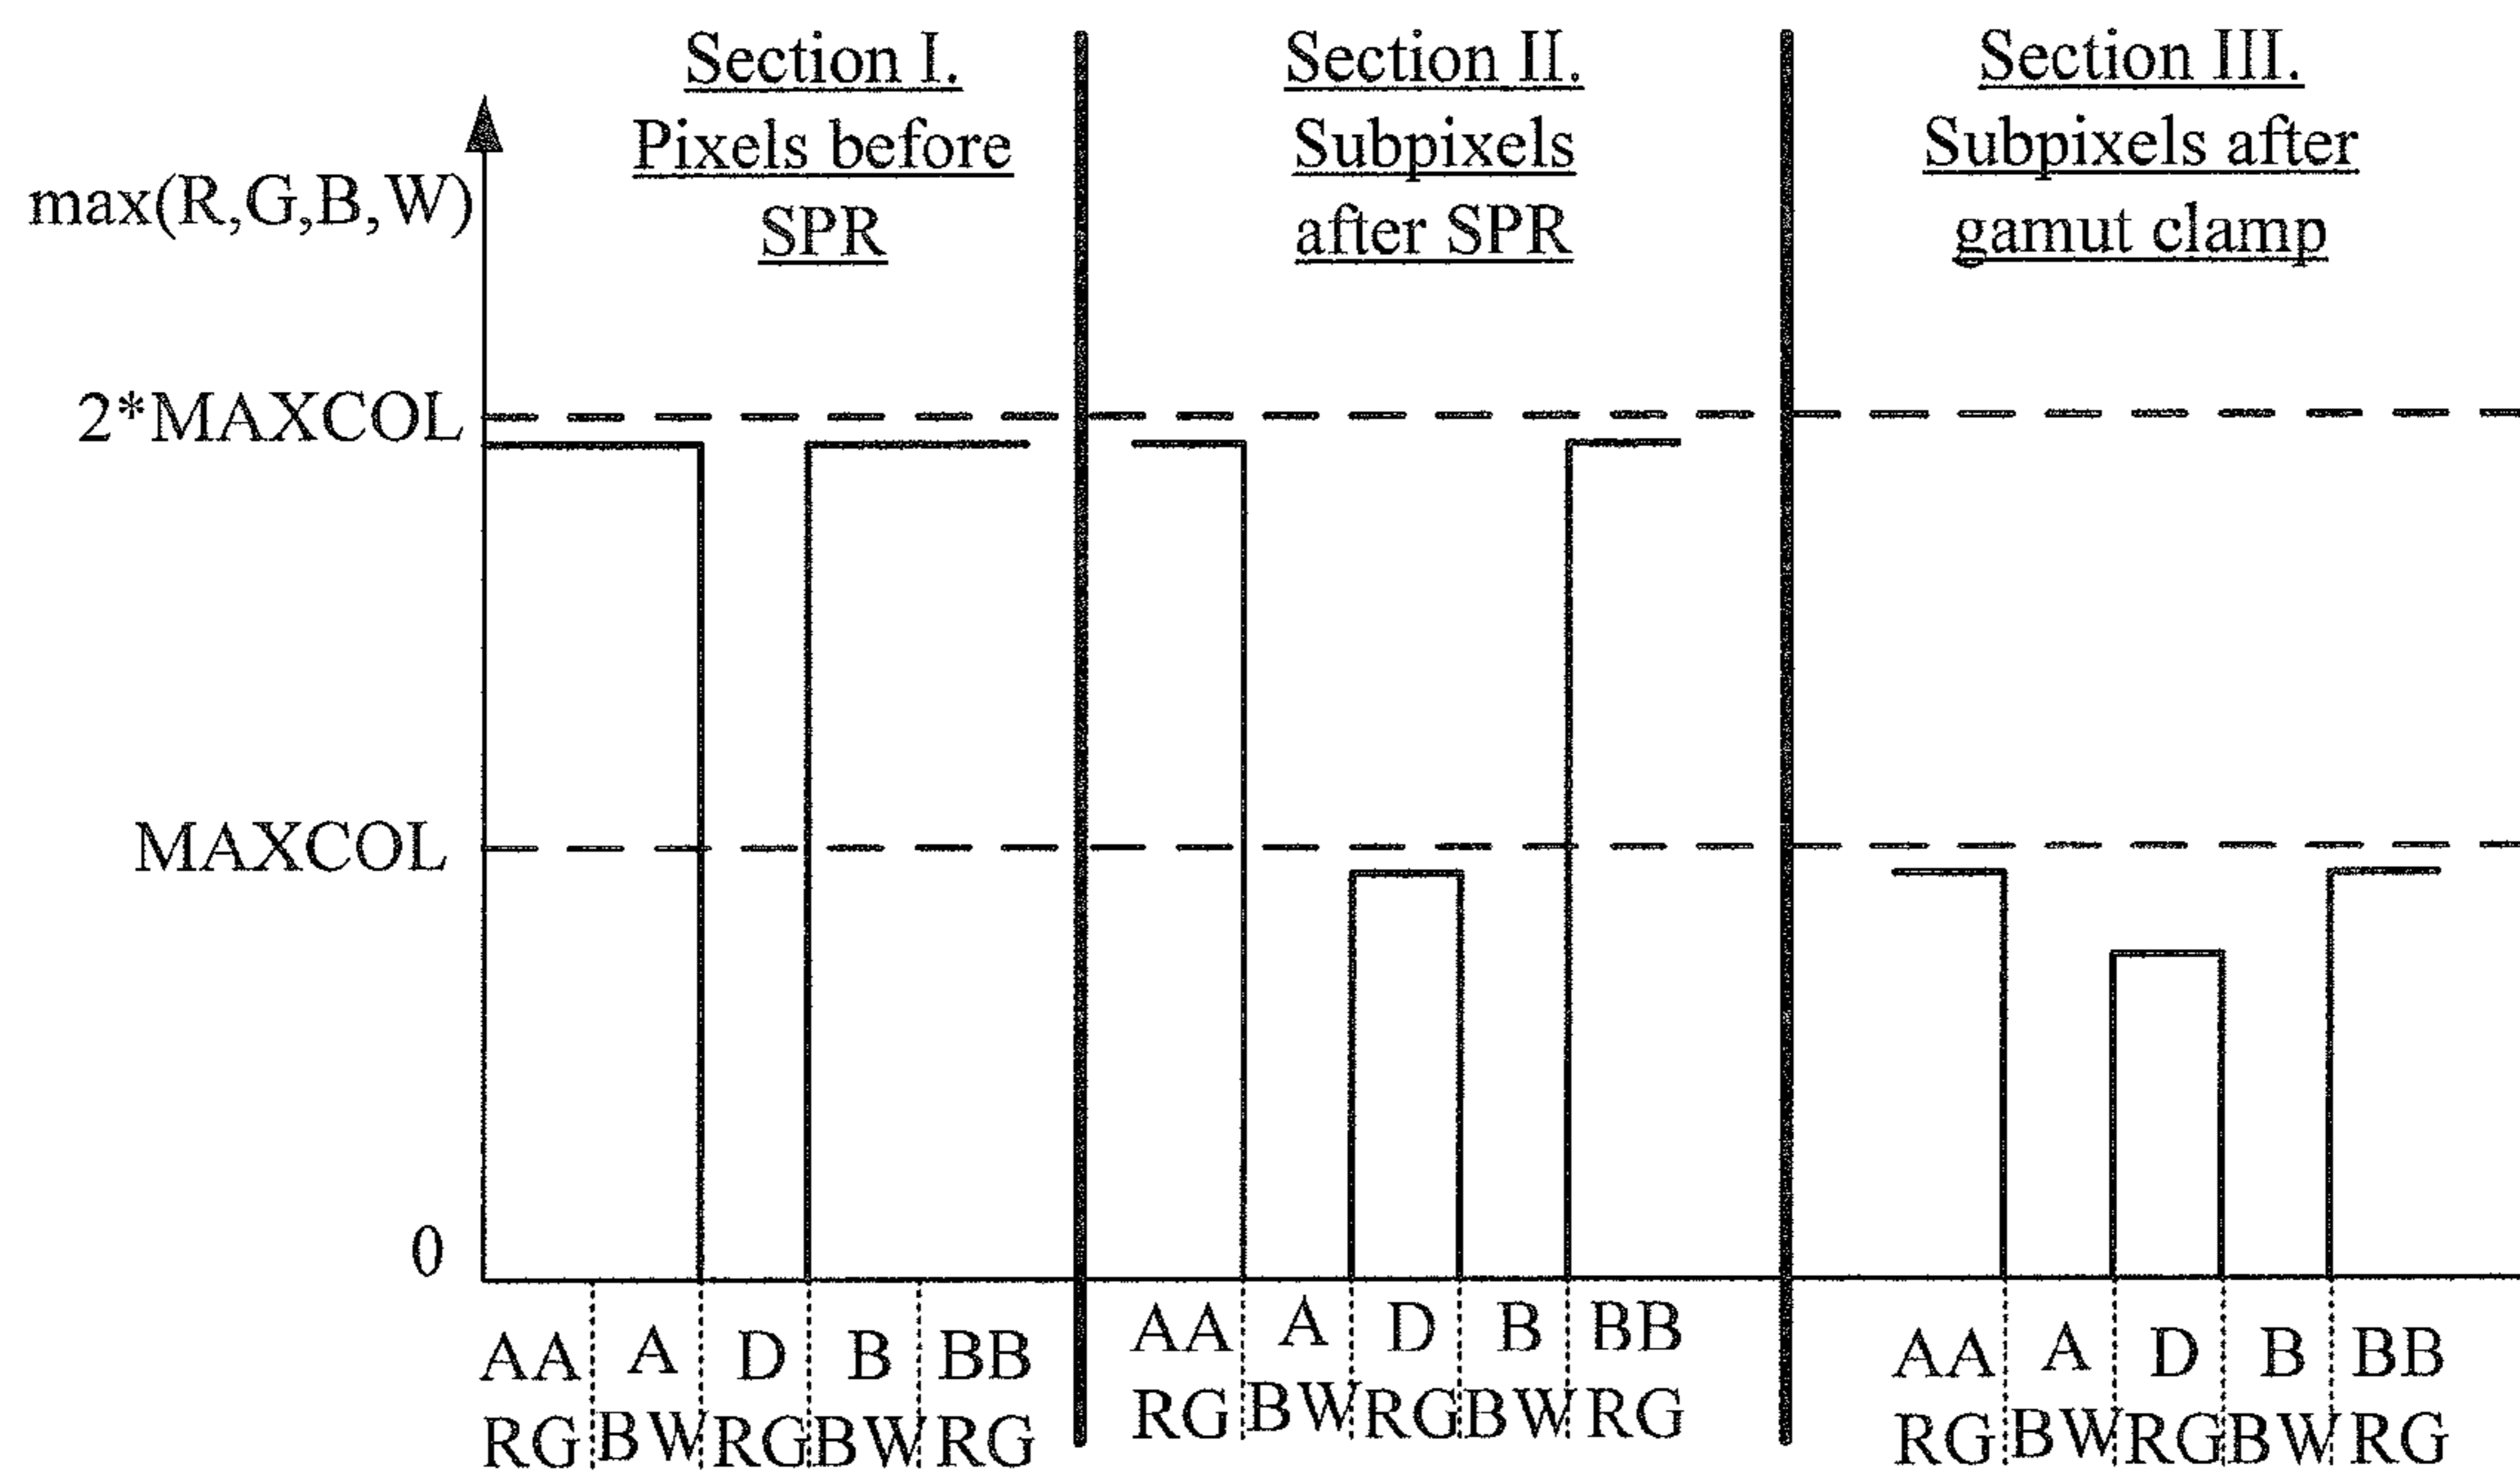 Section I.
Pixels before
SPR
Section II.
Subpixels
after SPR
Section III.
Subpixels after
gamut clamp
max(R,G,B,W)
2*MAXCOL
MAXCOL
0
AA A D B BB
RG BW RG BW RG
AA A D B BB
RG BW RG BW RG
AA A D B BB
RG BW RG BW RG